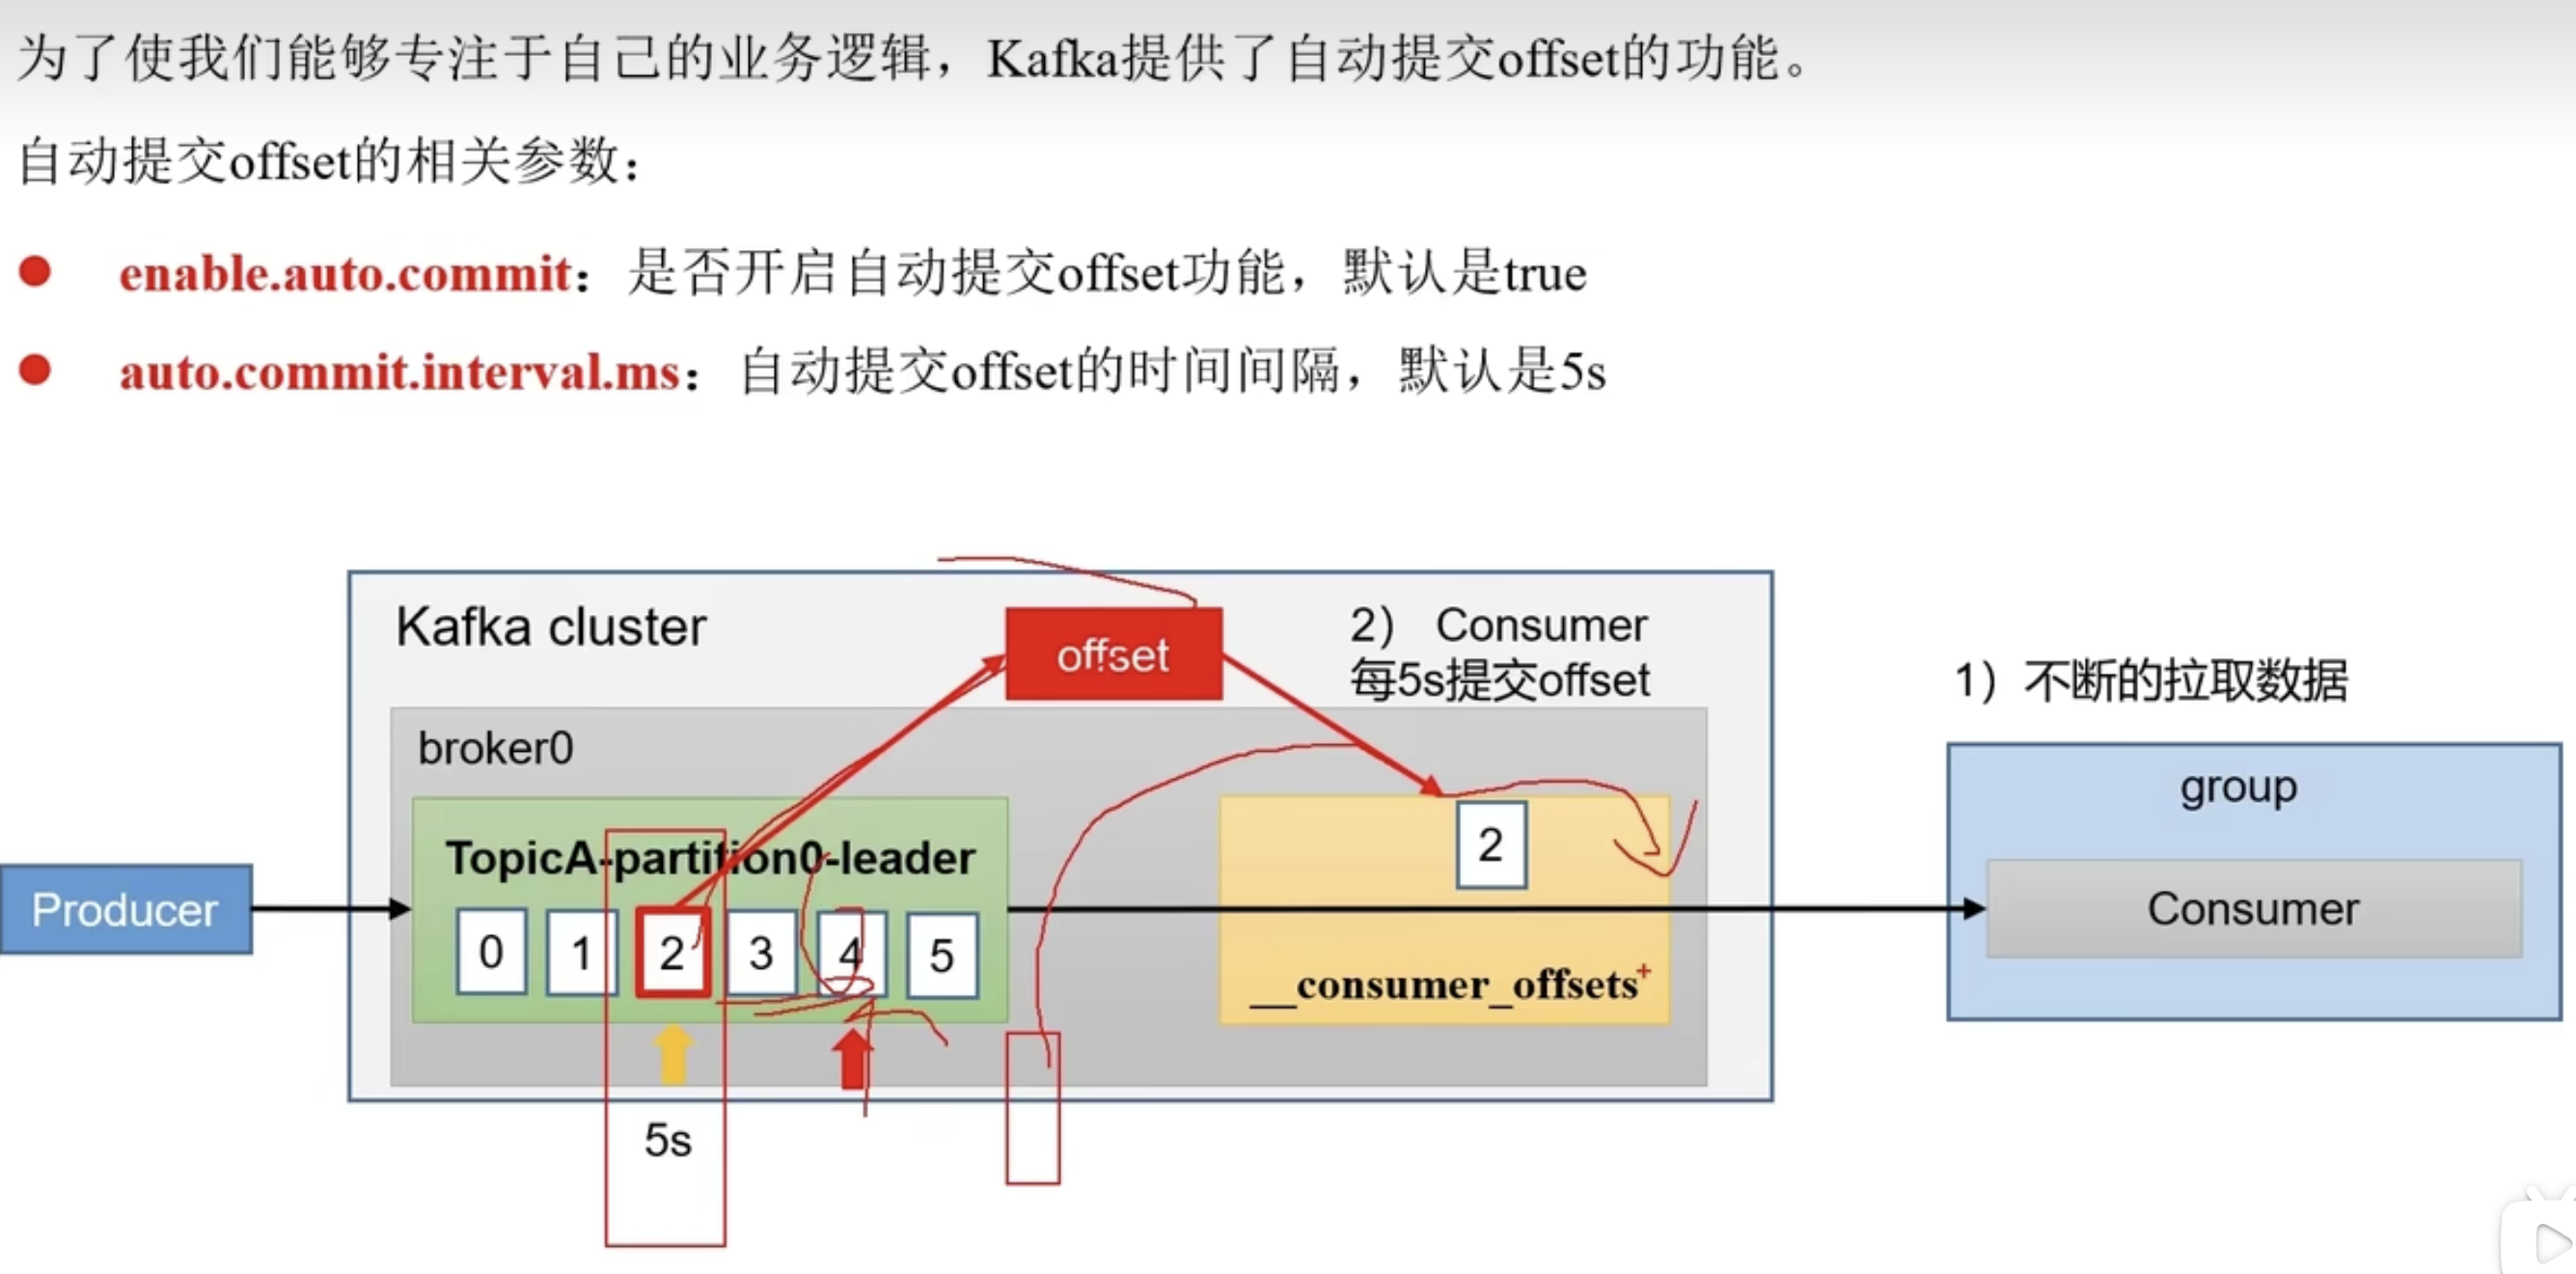 为了使我们能够专注于自己的业务逻辑，Kafka提供了自动提交offset的功能。
自动提交offset的相关参数：
enable.auto.commit：是否开启自动提交offset功能，默认是true
auto.commit.interval.ms：自动提交offset的时间间隔，默认是5s
Kafka cluster
offset
2） Consumer
每5s提交offset
1）不断的拉取数据
broker0
group
TopicA-partition0-leader
2
Producer
Consumer
0 1 2 3 4 5
__consumer_offsets
5s